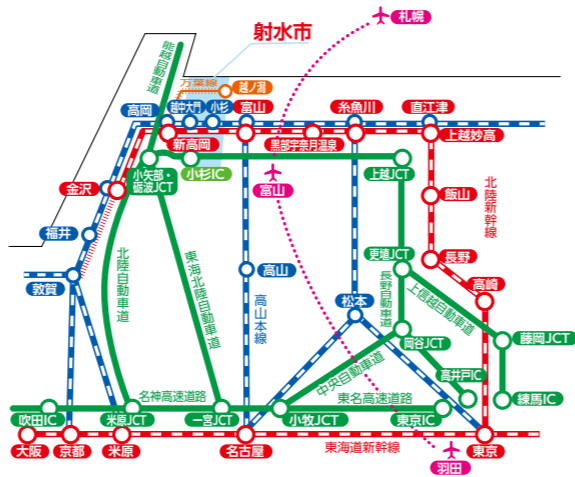 札幌
射水市
能越自動車道
万葉線
越ノ潟
高岡
越中大門
小杉
富山
糸魚川
直江津
新高岡
黒部宇奈月温泉
上越妙高
小矢部・
砺波JCT
小杉IC
富山
上越JCT
金沢
飯山
北陸新幹線
福井
更埴JCT
長野
敦賀
北陸自動車道
東海北陸自動車道
高山
高山本線
長野自動車道
上信越自動車道
高崎
松本
岡谷JCT
藤岡JCT
中央自動車道
高井戸IC
名神高速道路
東名高速道路
練馬IC
吹田IC
米原JCT
一宮JCT
小牧JCT
東京IC
大阪
京都
米原
名古屋
東海道新幹線
羽田
東京